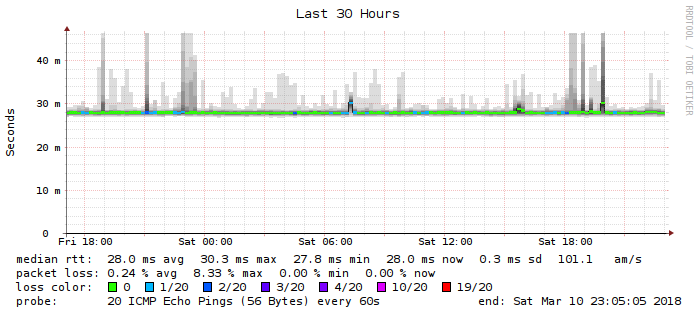 Last 30 Hours
RRDTOOL / TOBI OETIKER
Seconds
40 m
30 m
20 m
10 m
0
Fri 18:00 Sat 00:00 Sat 06:00 Sat 12:00 Sat 18:00
median rtt: 28.0 ms avg 30.3 ms max 27.8 ms min 28.0 ms now 0.3 ms sd 101.1 am/s
packet loss: 0.24 % avg 8.33 % max 0.00 % min 0.00 % now
loss color: 0 1/20 2/20 3/20 4/20 10/20 19/20
probe: 20 ICMP Echo Pings (56 Bytes) every 60s end: Sat Mar 10 23:05:05 2018